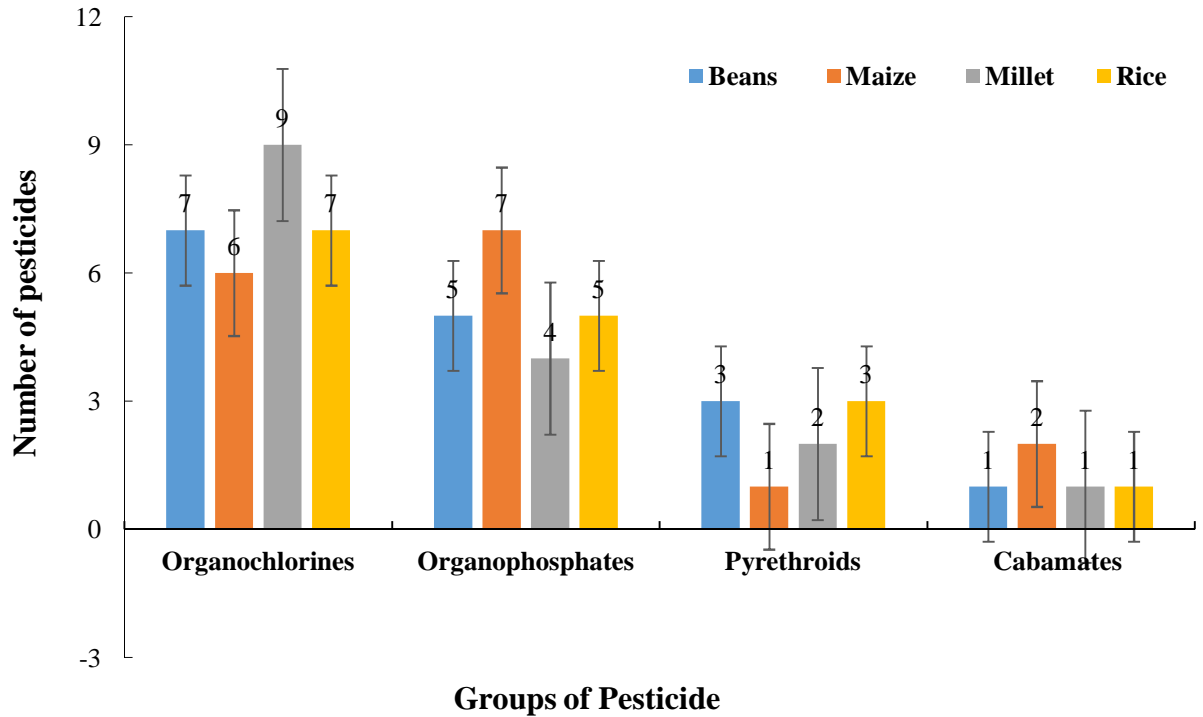 12
9
6
3
0
-3
Number of pesticides
Beans Maize Millet Rice
7 6 9 7
5 7 4 5
3 1 2 3
1 2 1 1
Organochlorines Organophosphates Pyrethroids Cabamates
Groups of Pesticide